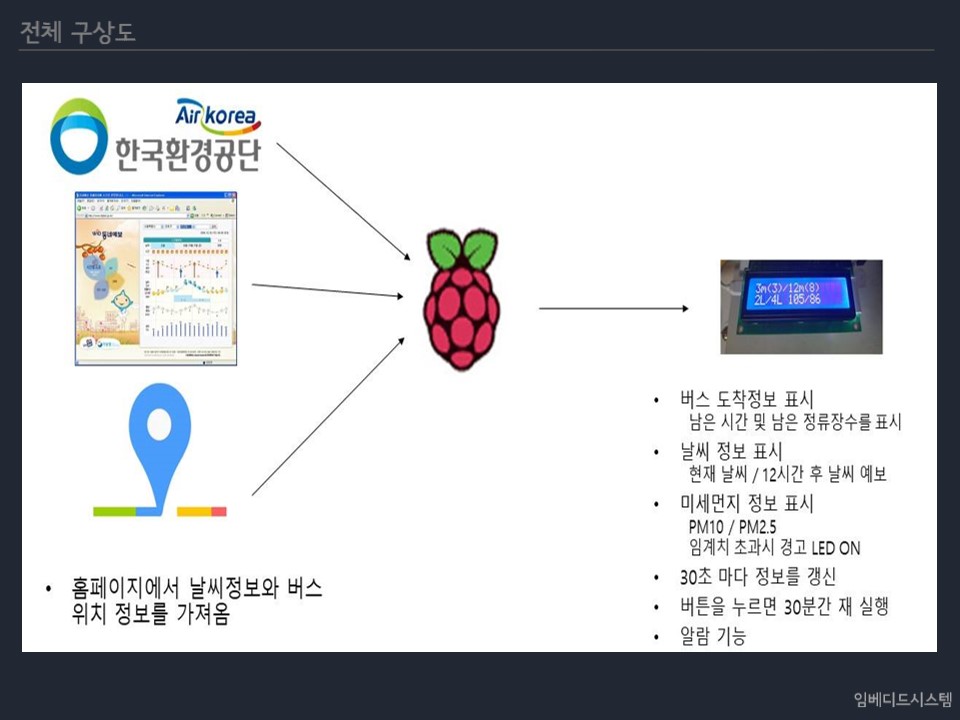 전체 구상도
Air korea
한국환경공단
동네예보
3m(3)/12m(8)
2L/4L 105/86
• 홈페이지에서 날씨정보와 버스
위치 정보를 가져옴
• 버스 도착정보 표시
남은 시간 및 남은 정류장수를 표시
• 날씨 정보 표시
현재 날씨 / 12시간 후 날씨 예보
• 미세먼지 정보 표시
PM10 / PM2.5
임계치 초과시 경고 LED ON
• 30초 마다 정보를 갱신
• 버튼을 누르면 30분간 재 실행
• 알람 기능
임베디드시스템